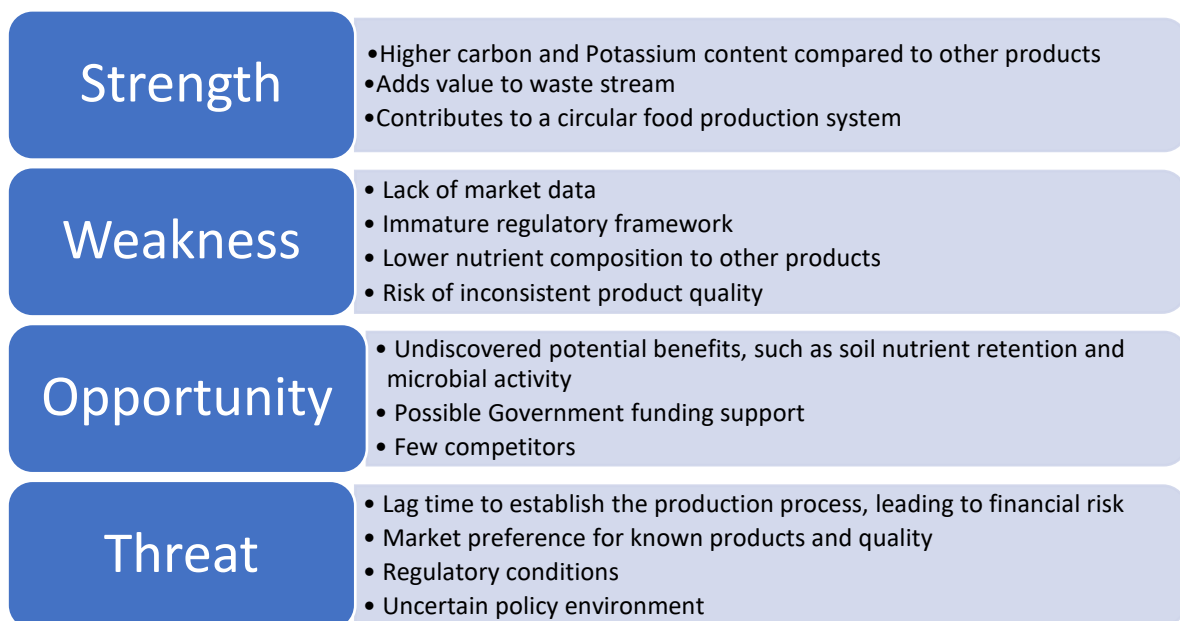 Strength
•Higher carbon and Potassium content compared to other products
•Adds value to waste stream
•Contributes to a circular food production system
Weakness
• Lack of market data
• Immature regulatory framework
• Lower nutrient composition to other products
• Risk of inconsistent product quality
Opportunity
• Undiscovered potential benefits, such as soil nutrient retention and
microbial activity
• Possible Government funding support
• Few competitors
Threat
• Lag time to establish the production process, leading to financial risk
• Market preference for known products and quality
• Regulatory conditions
• Uncertain policy environment